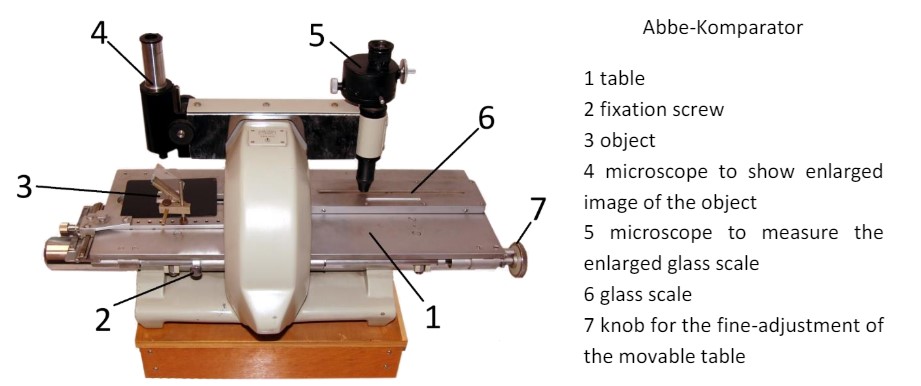 4
5
6
3
7
2
1
Abbe-Komparator
1 table
2 fixation screw
3 object
4 microscope to show enlarged
image of the object
5 microscope to measure the
enlarged glass scale
6 glass scale
7 knob for the fine-adjustment of
the movable table